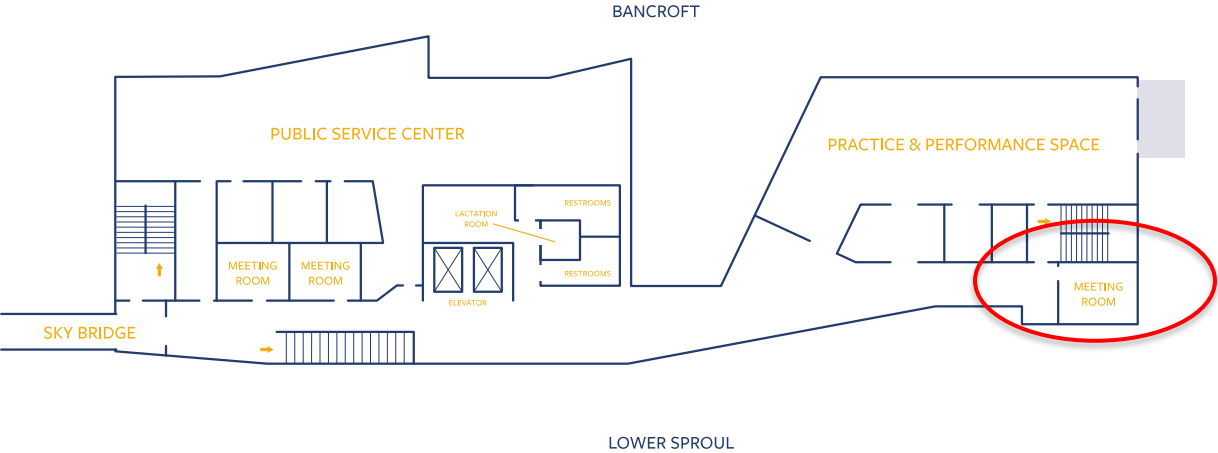 BANCROFT
PUBLIC SERVICE CENTER
PRACTICE & PERFORMANCE SPACE
RESTROOMS
LACTATION
ROOM
MEETING
ROOM
MEETING
ROOM
RESTROOMS
MEETING
ROOM
ELEVATOR
SKY BRIDGE
LOWER SPROUL